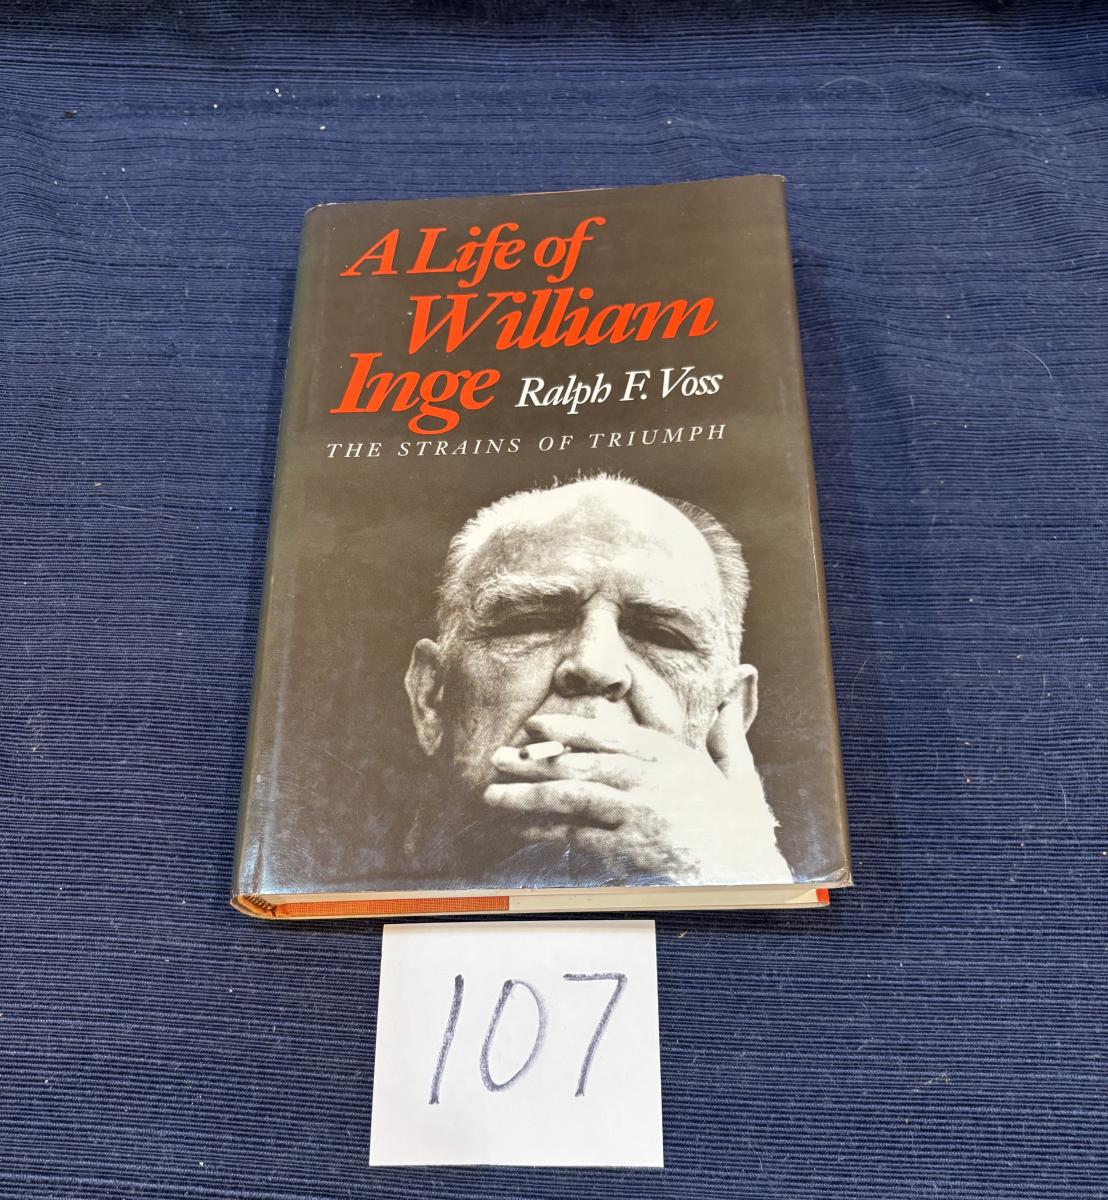 A Life of
William
Inge Ralph F. Voss
THE STRAINS OF TRIUMPH
107